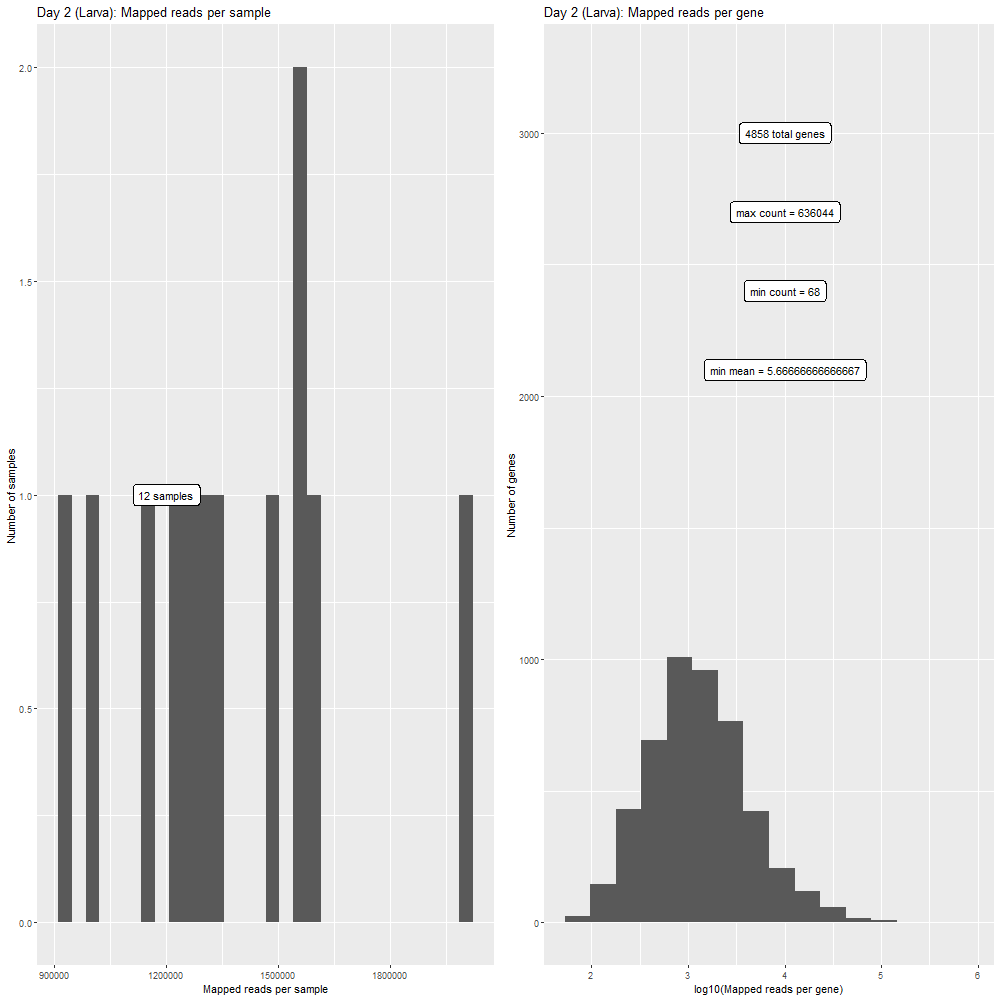 Day 2 (Larva): Mapped reads per sample
Number of samples
2.0
1.5
1.0
0.5
0.0
12 samples
900000 1200000 1500000 1800000
Mapped reads per sample
Day 2 (Larva): Mapped reads per gene
Number of genes
3000
2000
1000
0
4858 total genes
max count = 636044
min count = 68
min mean = 5.66666666666667
2 3 4 5 6
log10(Mapped reads per gene)